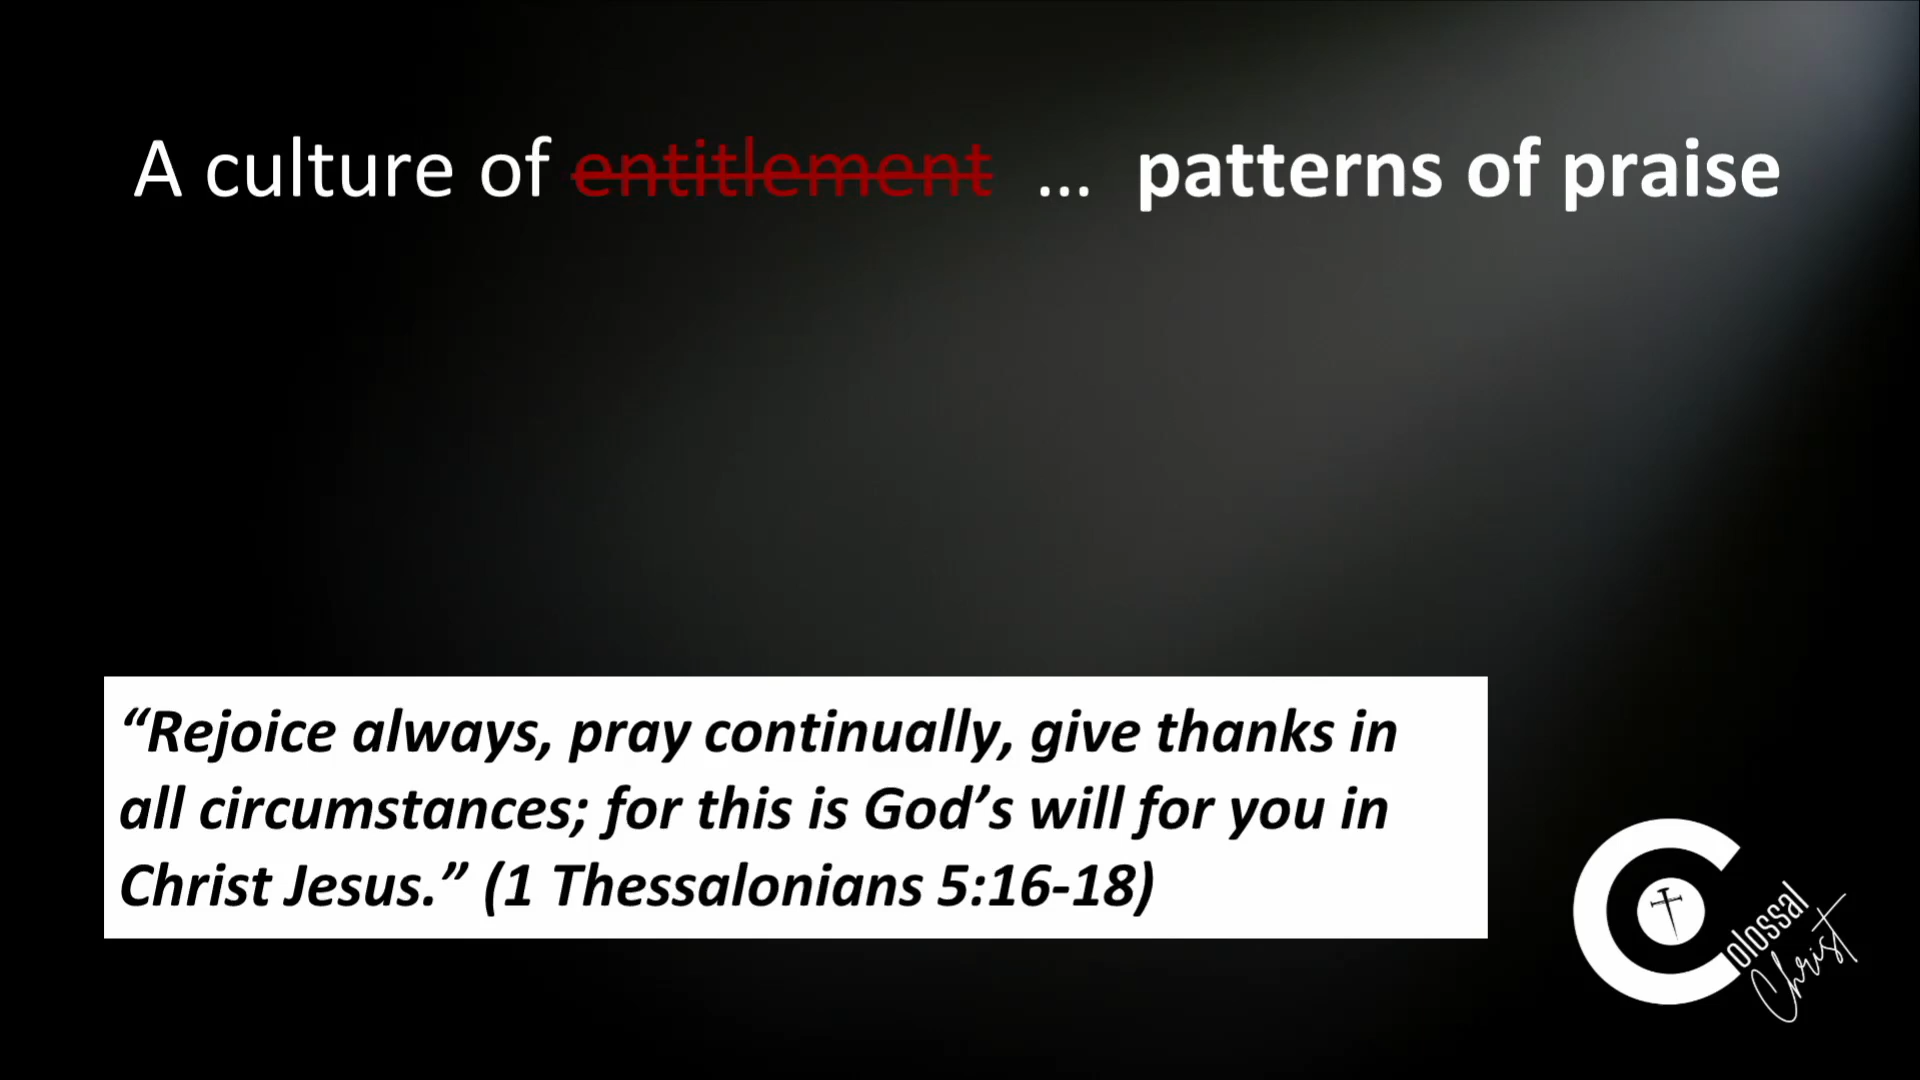 A culture of entitlement ... patterns of praise
“Rejoice always, pray continually, give thanks in
all circumstances; for this is God’s will for you in
Christ Jesus.” (1 Thessalonians 5:16-18)
Colossal
Christ